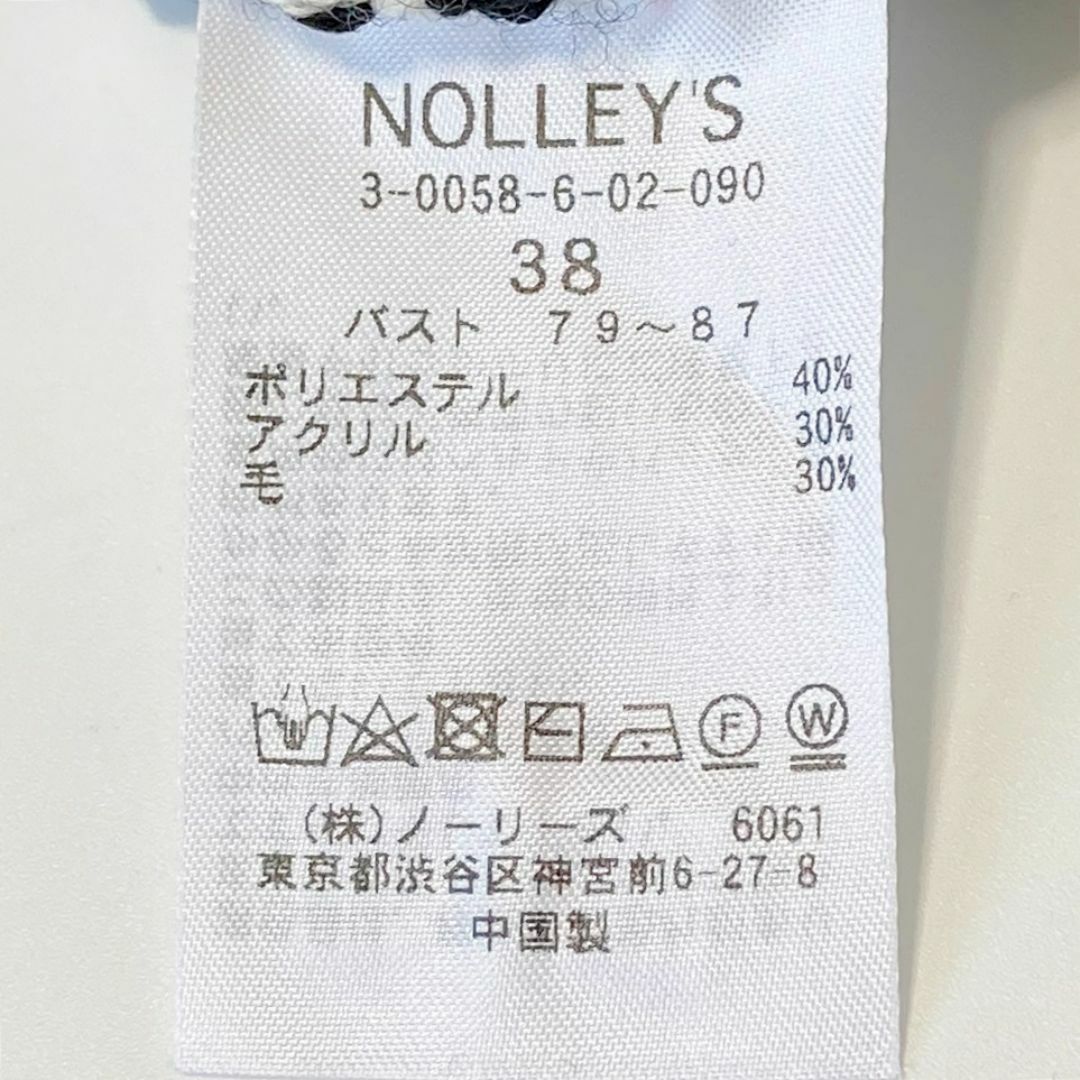 NOLLEY'S
3-0058-6-02-090
38
バスト 79～87
ポリエステル 40%
アクリル 30%
毛 30%
F W
(株)ノーリーズ 6061
東京都渋谷区神宮前6-27-8
中国製